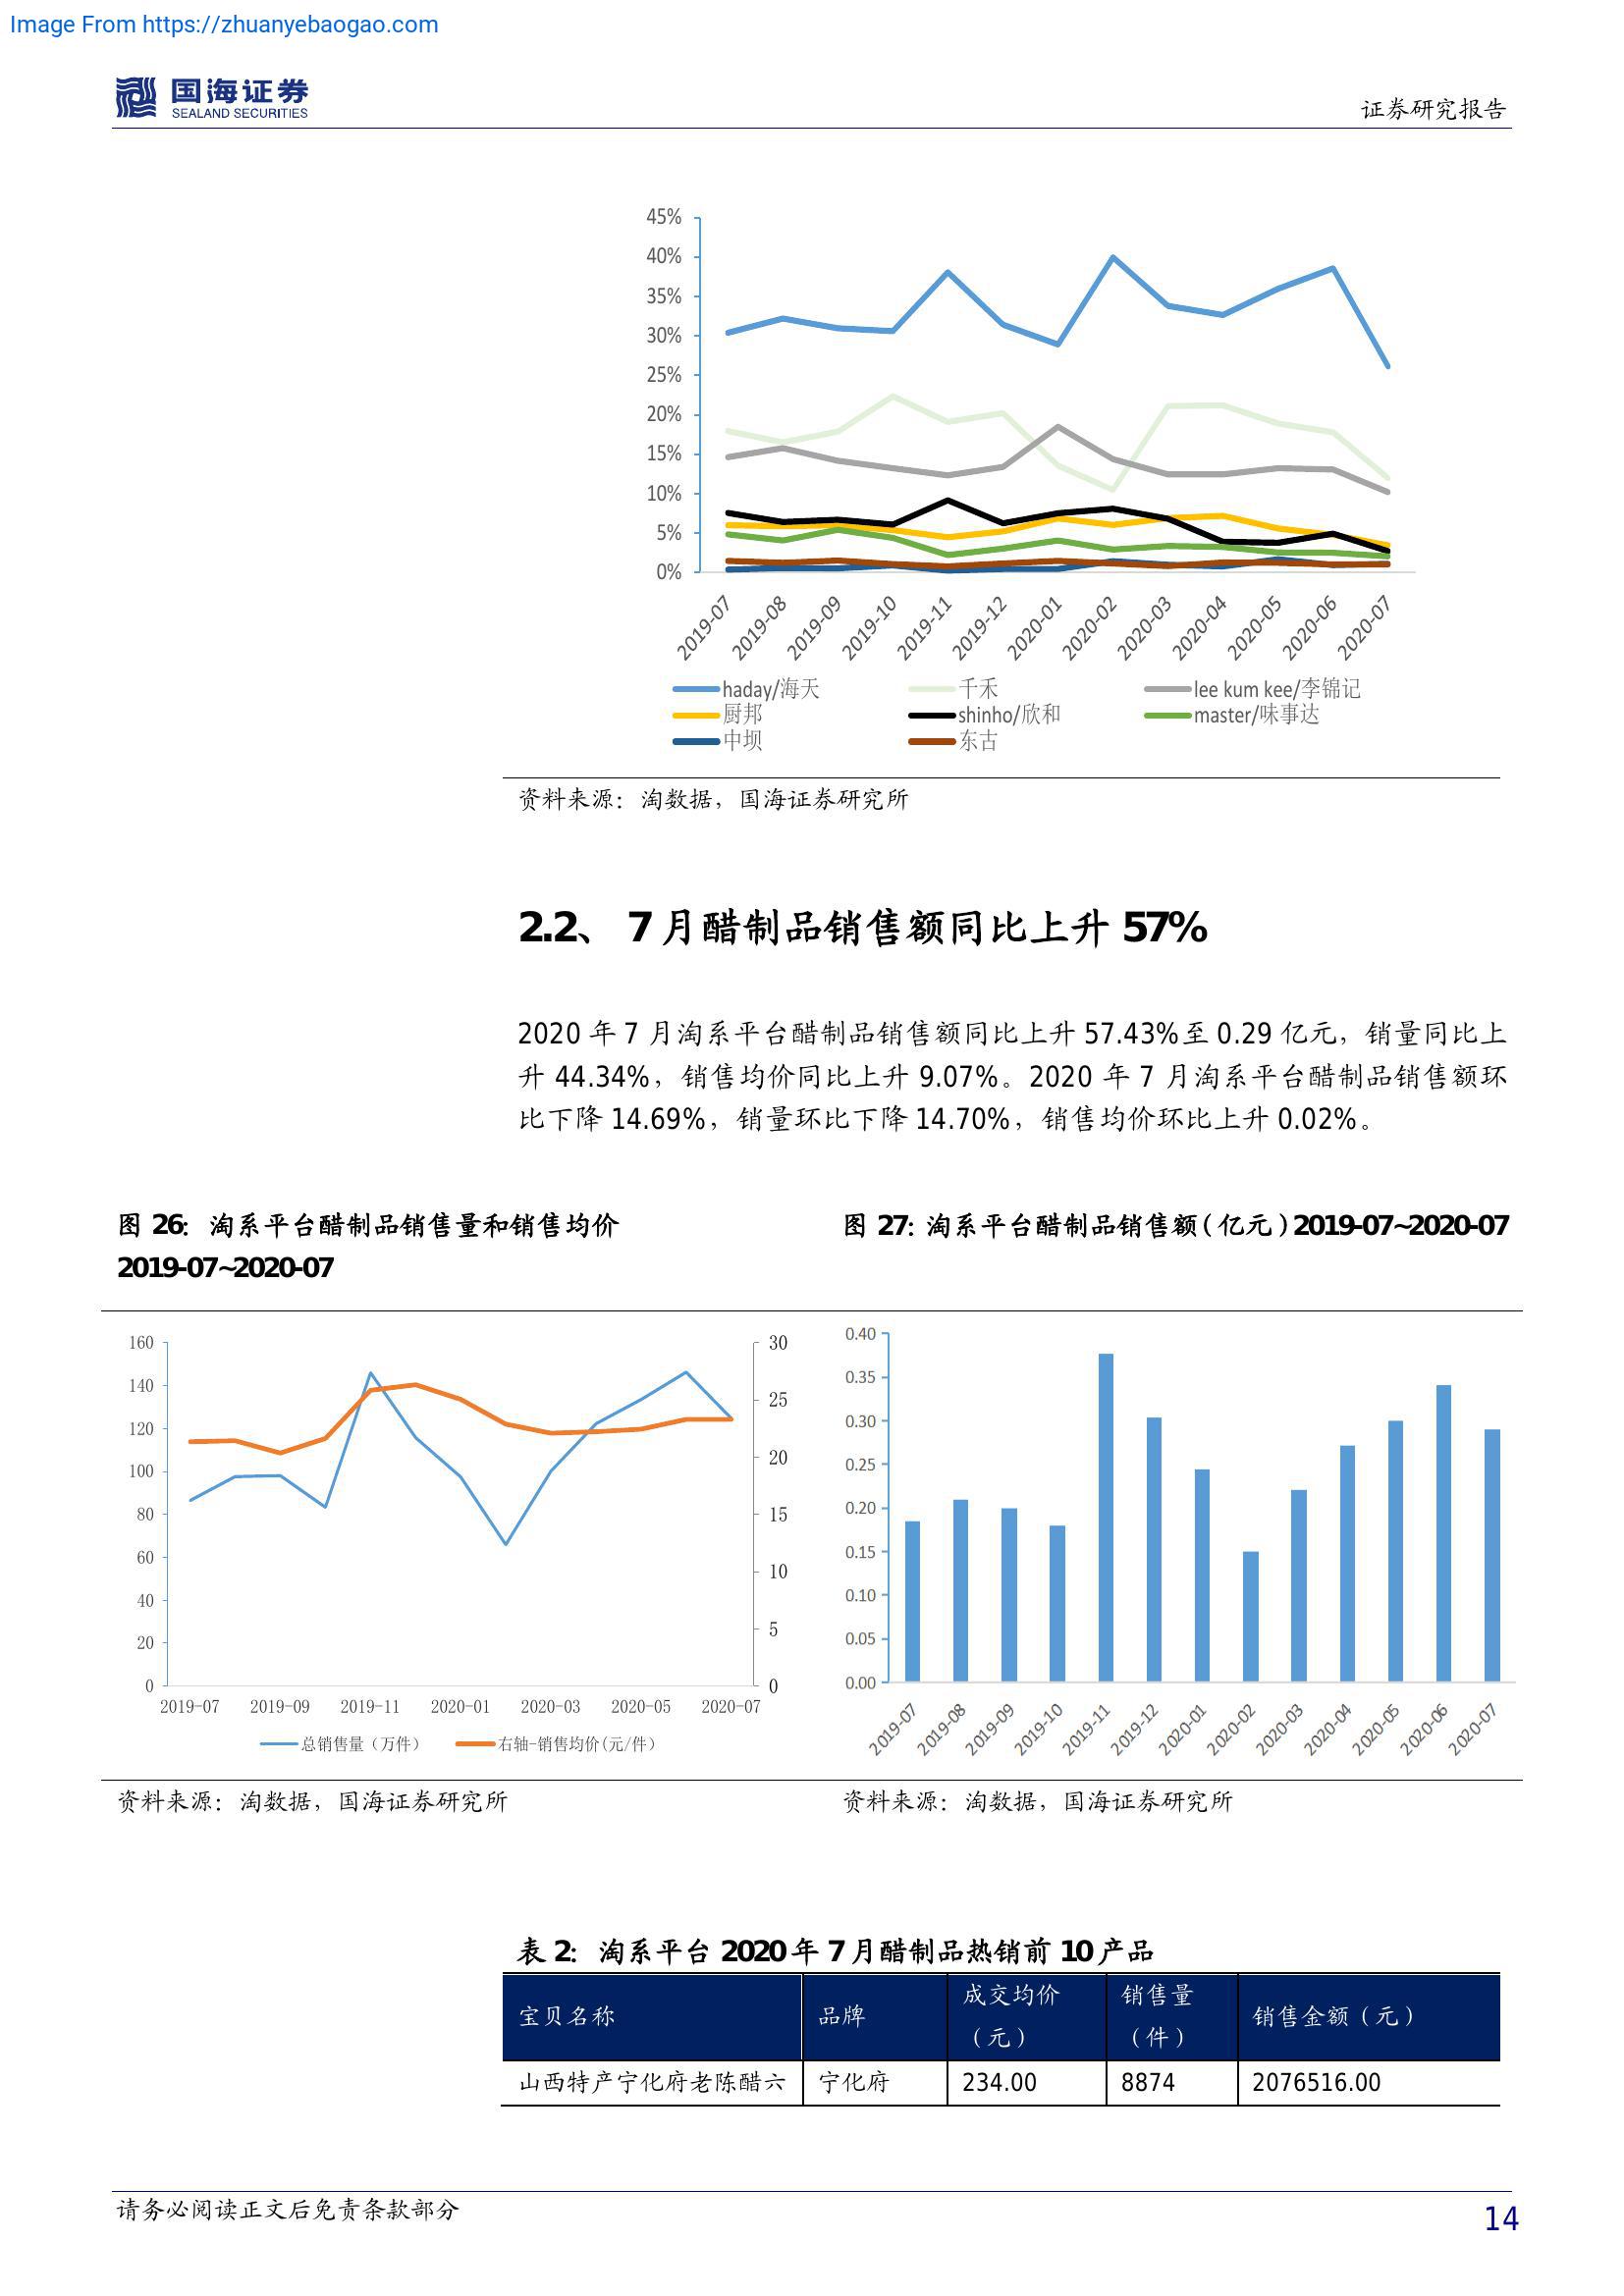 Image From https://zhuanyebaogao.com
国海证券
SEALAND SECURITIES
证券研究报告
45%
40%
35%
30%
25%
20%
15%
10%
5%
0%
2019-07 2019-08 2019-09 2019-10 2019-11 2019-12 2020-01 2020-02 2020-03 2020-04 2020-05 2020-06 2020-07
haday/海天 千禾 lee kum kee/李锦记
厨邦 shinho/欣和 master/味事达
中坝 东古
资料来源：淘数据，国海证券研究所
2.2、 7月醋制品销售额同比上升 57%
2020 年 7 月淘系平台醋制品销售额同比上升 57.43%至 0.29 亿元，销量同比上
升 44.34%，销售均价同比上升 9.07%。2020 年 7 月淘系平台醋制品销售额环
比下降 14.69%，销量环比下降 14.70%，销售均价环比上升 0.02%。
图 26：淘系平台醋制品销售量和销售均价
2019-07~2020-07
图 27：淘系平台醋制品销售额（亿元）2019-07~2020-07
160
140
120
100
80
60
40
20
0
30
25
20
15
10
5
0
2019-07 2019-09 2019-11 2020-01 2020-03 2020-05 2020-07
总销售量（万件） 右轴-销售均价(元/件）
0.40
0.35
0.30
0.25
0.20
0.15
0.10
0.05
0.00
2019-07 2019-08 2019-09 2019-10 2019-11 2019-12 2020-01 2020-02 2020-03 2020-04 2020-05 2020-06 2020-07
资料来源：淘数据，国海证券研究所
资料来源：淘数据，国海证券研究所
表 2：淘系平台 2020 年 7 月醋制品热销前 10 产品
宝贝名称 品牌 成交均价（元） 销售量（件） 销售金额（元）
山西特产宁化府老陈醋六 宁化府 234.00 8874 2076516.00
请务必阅读正文后免责条款部分
14